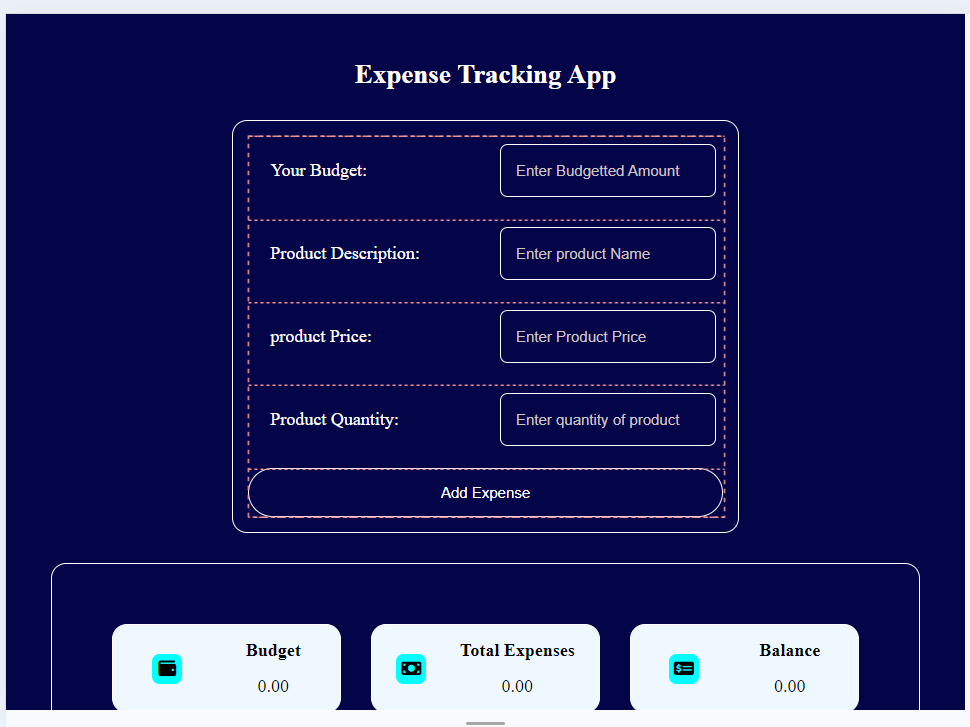 Expense Tracking App
Your Budget: Enter Budgetted Amount
Product Description: Enter product Name
product Price: Enter Product Price
Product Quantity: Enter quantity of product
Add Expense
Budget Total Expenses Balance
0.00 0.00 0.00